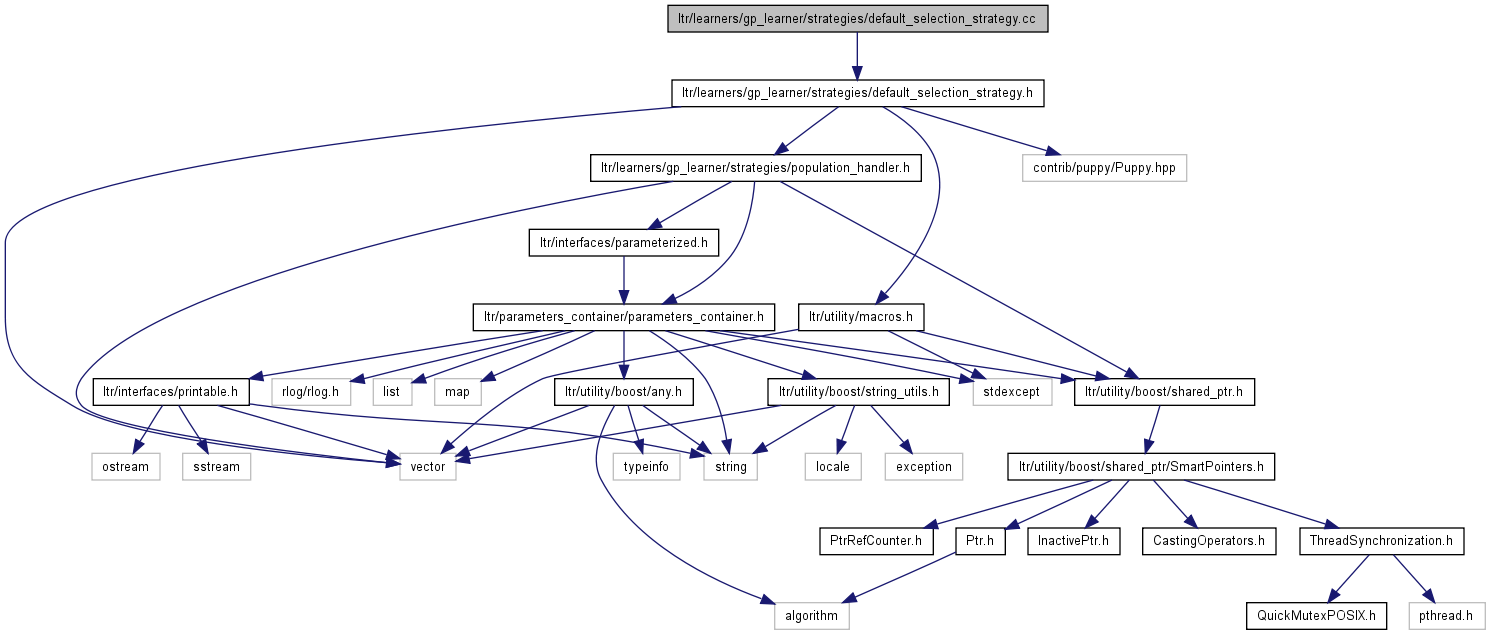 ltr/learners/gp_learner/strategies/default_selection_strategy.cc
ltr/learners/gp_learner/strategies/default_selection_strategy.h
ltr/learners/gp_learner/strategies/population_handler.h
contrib/puppy/Puppy.hpp
ltr/interfaces/parameterized.h
ltr/parameters_container/parameters_container.h
ltr/utility/macros.h
ltr/interfaces/printable.h
rlog/rlog.h
list
map
ltr/utility/boost/any.h
ltr/utility/boost/string_utils.h
stdexcept
ltr/utility/boost/shared_ptr.h
ostream
sstream
vector
typeinfo
string
locale
exception
ltr/utility/boost/shared_ptr/SmartPointers.h
PtrRefCounter.h
Ptr.h
InactivePtr.h
CastingOperators.h
ThreadSynchronization.h
algorithm
QuickMutexPOSIX.h
pthread.h